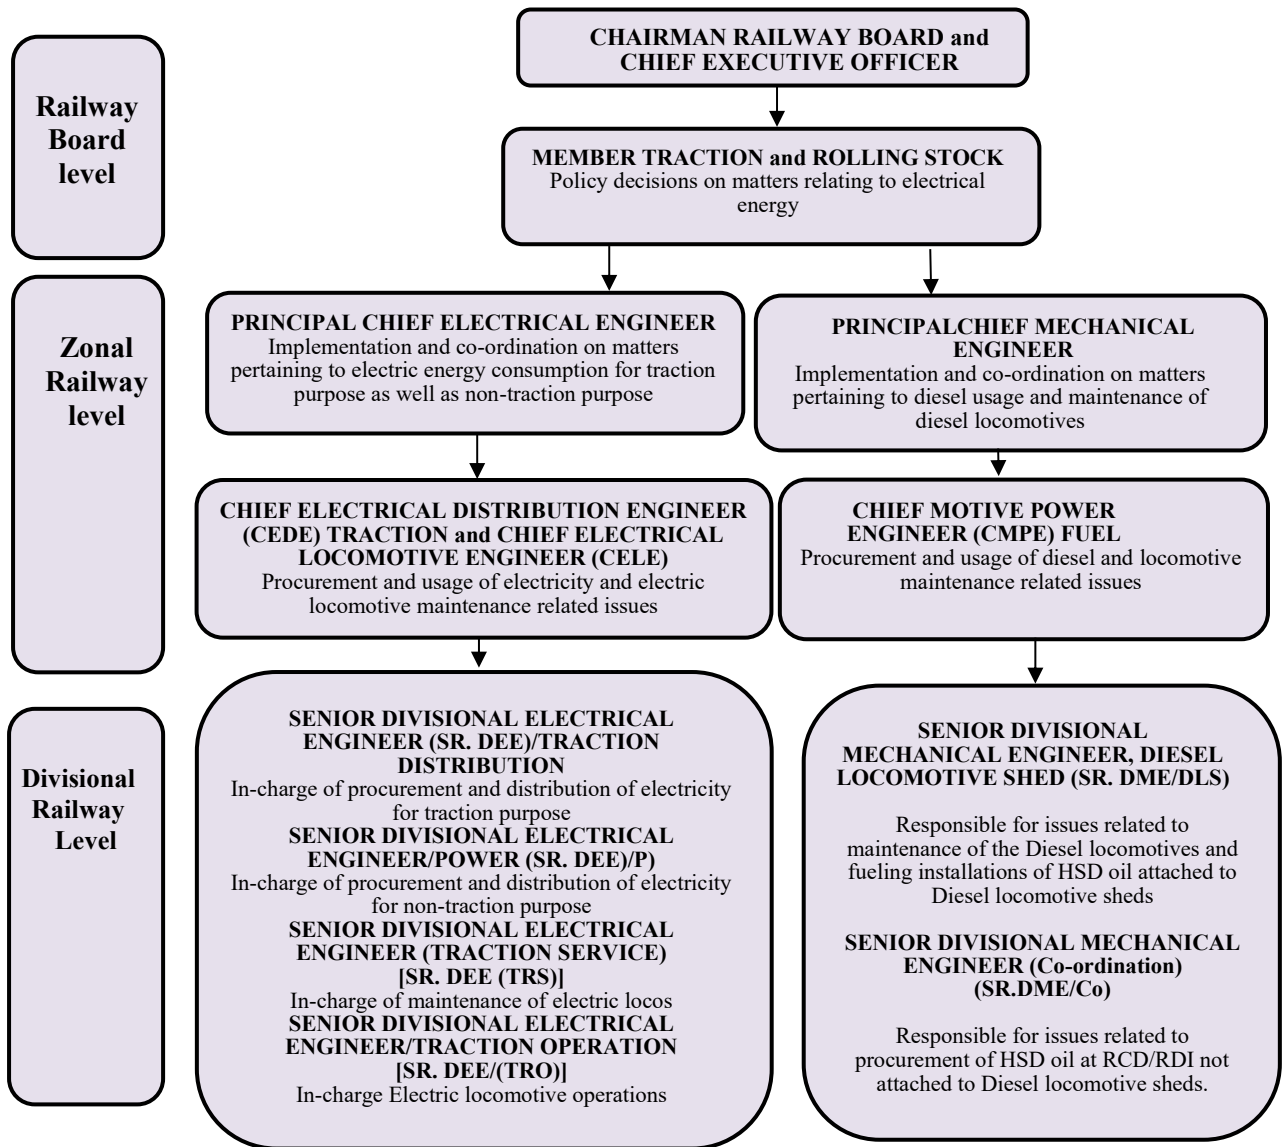 CHAIRMAN RAILWAY BOARD and
CHIEF EXECUTIVE OFFICER
Railway
Board
level
MEMBER TRACTION and ROLLING STOCK
Policy decisions on matters relating to electrical
energy
Zonal
Railway
level
PRINCIPAL CHIEF ELECTRICAL ENGINEER
Implementation and co-ordination on matters
pertaining to electric energy consumption for traction
purpose as well as non-traction purpose
PRINCIPALCHIEF MECHANICAL
ENGINEER
Implementation and co-ordination on matters
pertaining to diesel usage and maintenance of
diesel locomotives
CHIEF ELECTRICAL DISTRIBUTION ENGINEER
(CEDE) TRACTION and CHIEF ELECTRICAL
LOCOMOTIVE ENGINEER (CELE)
Procurement and usage of electricity and electric
locomotive maintenance related issues
CHIEF MOTIVE POWER
ENGINEER (CMPE) FUEL
Procurement and usage of diesel and locomotive
maintenance related issues
Divisional
Railway
Level
SENIOR DIVISIONAL ELECTRICAL
ENGINEER (SR. DEE)/TRACTION
DISTRIBUTION
In-charge of procurement and distribution of electricity
for traction purpose
SENIOR DIVISIONAL ELECTRICAL
ENGINEER/POWER (SR. DEE)/P)
In-charge of procurement and distribution of electricity
for non-traction purpose
SENIOR DIVISIONAL ELECTRICAL
ENGINEER (TRACTION SERVICE)
[SR. DEE (TRS)]
In-charge of maintenance of electric locos
SENIOR DIVISIONAL ELECTRICAL
ENGINEER/TRACTION OPERATION
[SR. DEE/(TRO)]
In-charge Electric locomotive operations
SENIOR DIVISIONAL
MECHANICAL ENGINEER, DIESEL
LOCOMOTIVE SHED (SR. DME/DLS)
Responsible for issues related to
maintenance of the Diesel locomotives and
fueling installations of HSD oil attached to
Diesel locomotive sheds
SENIOR DIVISIONAL MECHANICAL
ENGINEER (Co-ordination)
(SR.DME/Co)
Responsible for issues related to
procurement of HSD oil at RCD/RDI not
attached to Diesel locomotive sheds.